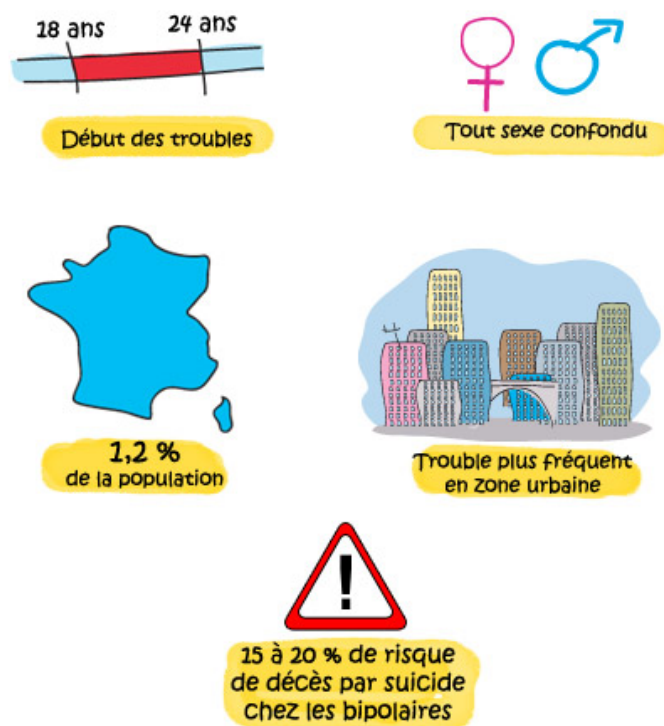 18 ans 24 ans
Début des troubles
Tout sexe confondu
1,2 %
de la population
Trouble plus fréquent
en zone urbaine
!
15 à 20 % de risque
de décès par suicide
chez les bipolaires